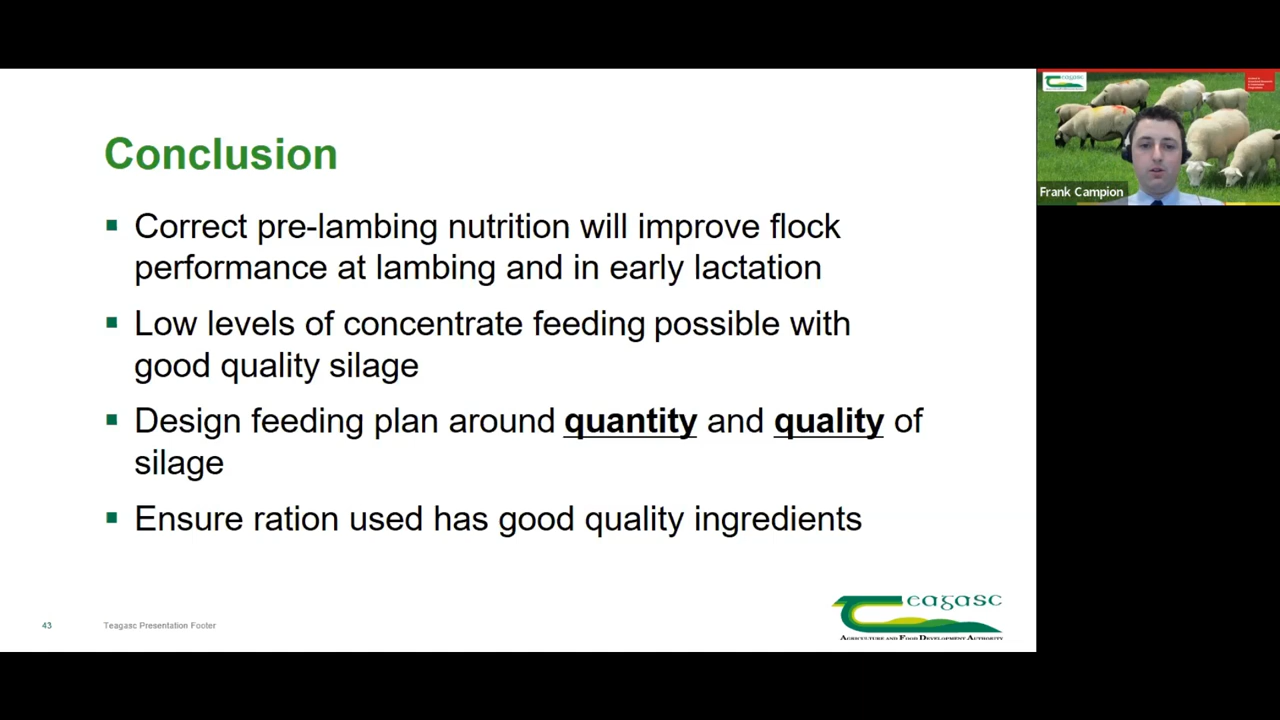 Conclusion
Correct pre-lambing nutrition will improve flock
performance at lambing and in early lactation
Low levels of concentrate feeding possible with
good quality silage
Design feeding plan around quantity and quality of
silage
Ensure ration used has good quality ingredients
43
Teagasc Presentation Footer
Teagasc
AGRICULTURE AND FOOD DEVELOPMENT AUTHORITY
Teagasc
Frank Campion